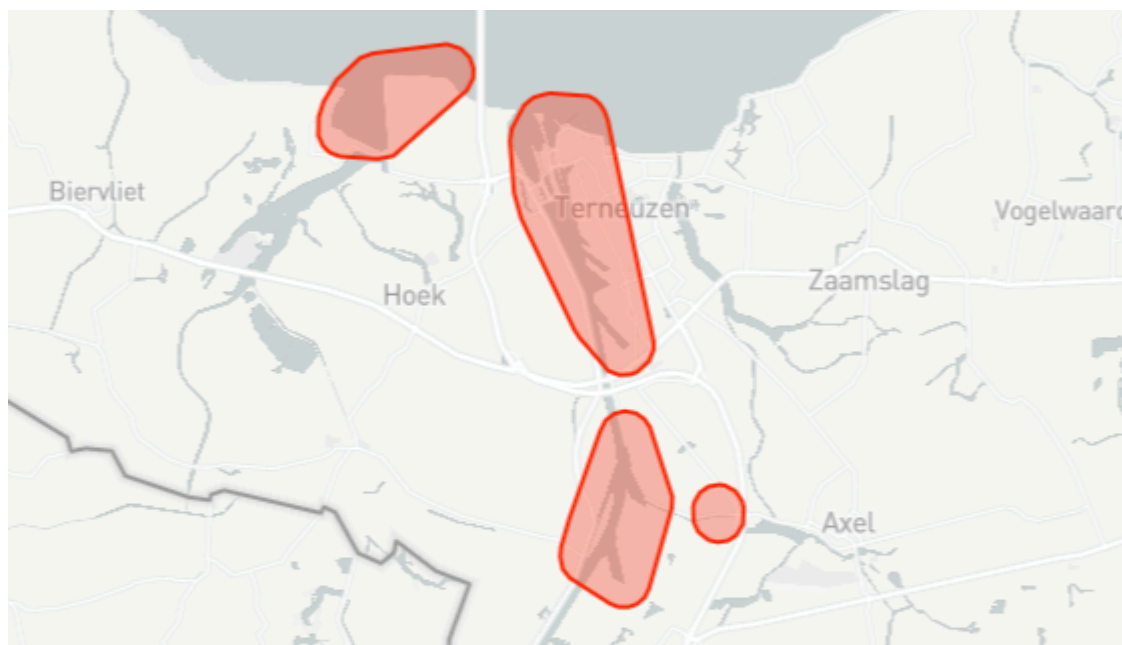 Biervliet
Terneuzen
Vogelwaard
Hoek
Zaamslag
Axel